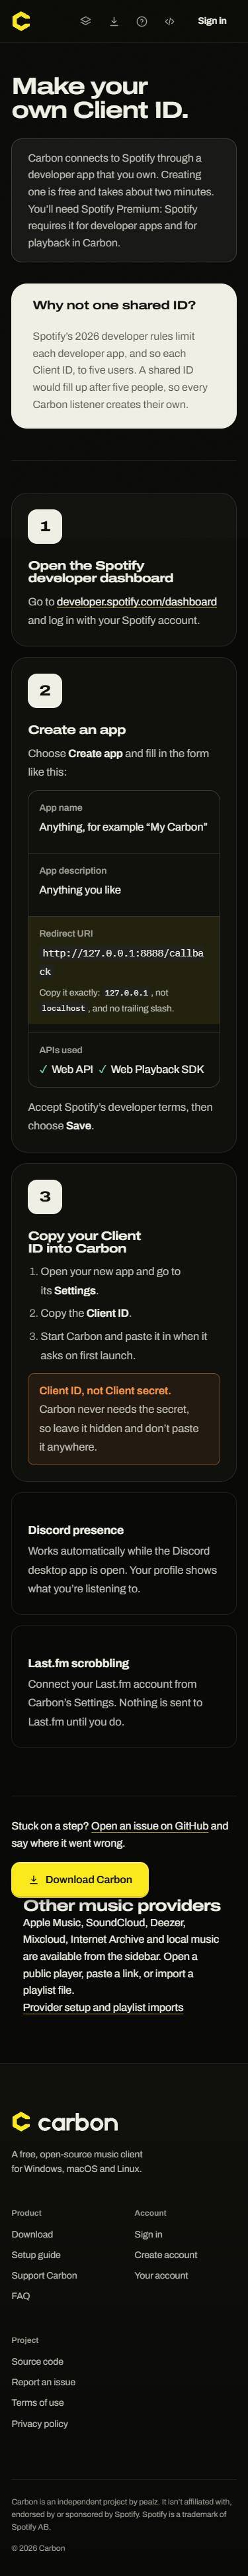 Sign in
Make your
own Client ID.
Carbon connects to Spotify through a
developer app that you own. Creating
one is free and takes about two minutes.
You’ll need Spotify Premium: Spotify
requires it for developer apps and for
playback in Carbon.
Why not one shared ID?
Spotify’s 2026 developer rules limit
each developer app, and so each
Client ID, to five users. A shared ID
would fill up after five people, so every
Carbon listener creates their own.
1
Open the Spotify
developer dashboard
Go to developer.spotify.com/dashboard
and log in with your Spotify account.
2
Create an app
Choose Create app and fill in the form
like this:
App name
Anything, for example “My Carbon”
App description
Anything you like
Redirect URI
http://127.0.0.1:8888/callba
ck
Copy it exactly: 127.0.0.1, not
localhost, and no trailing slash.
APIs used
✓ Web API ✓ Web Playback SDK
Accept Spotify’s developer terms, then
choose Save.
3
Copy your Client
ID into Carbon
1. Open your new app and go to
its Settings.
2. Copy the Client ID.
3. Start Carbon and paste it in when it
asks on first launch.
Client ID, not Client secret.
Carbon never needs the secret,
so leave it hidden and don’t paste
it anywhere.
Discord presence
Works automatically while the Discord
desktop app is open. Your profile shows
what you’re listening to.
Last.fm scrobbling
Connect your Last.fm account from
Carbon’s Settings. Nothing is sent to
Last.fm until you do.
Stuck on a step? Open an issue on GitHub and
say where it went wrong.
Download Carbon
Other music providers
Apple Music, SoundCloud, Deezer,
Mixcloud, Internet Archive and local music
are available from the sidebar. Open a
public player, paste a link, or import a
playlist file.
Provider setup and playlist imports
carbon
A free, open-source music client
for Windows, macOS and Linux.
Product
Download
Setup guide
Support Carbon
FAQ
Account
Sign in
Create account
Your account
Project
Source code
Report an issue
Terms of use
Privacy policy
Carbon is an independent project by pealz. It isn’t affiliated with,
endorsed by or sponsored by Spotify. Spotify is a trademark of
Spotify AB.
© 2026 Carbon